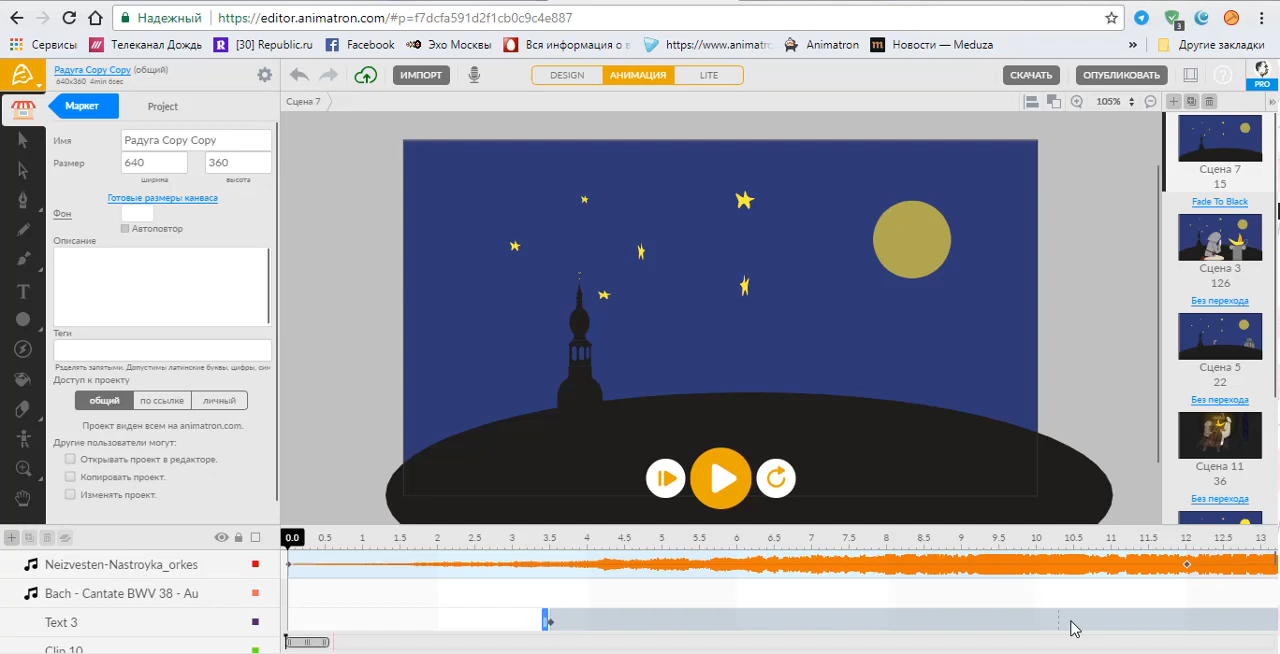 Надежный
https://editor.animatron.com/#p=f7dcfa591d2f1cb0c9c4e887
3
Сервисы
Телеканал Дождь
[30] Republic.ru
Facebook
Эхо Москвы
Вся информация о в
https://www.animatr
Animatron
Новости — Meduza
»
Другие закладки
Радуга Copy Copy (общий)
640x360 4min 6sec
ИМПОРТ
DESIGN
АНИМАЦИЯ
LITE
СКАЧАТЬ
ОПУБЛИКОВАТЬ
PRO
Маркет
Project
Сцена 7
105%
Имя
Радуга Copy Copy
Размер
640
360
ширина
высота
Готовые размеры канваса
Фон
Автоповтор
Описание
Теги
Разделять запятыми. Допустимы латинские буквы, цифры, сим
Доступ к проекту
общий
по ссылке
личный
Проект виден всем на animatron.com.
Другие пользователи могут:
Открывать проект в редакторе.
Копировать проект.
Изменять проект.
Сцена 7
15
Fade To Black
Сцена 3
126
Без перехода
Сцена 5
22
Без перехода
Сцена 11
36
Без перехода
0.0 0.5 1 1.5 2 2.5 3 3.5 4 4.5 5 5.5 6 6.5 7 7.5 8 8.5 9 9.5 10 10.5 11 11.5 12 12.5 13
Neizvesten-Nastroyka_orkes
Bach - Cantate BWV 38 - Au
Text 3
Clip 10